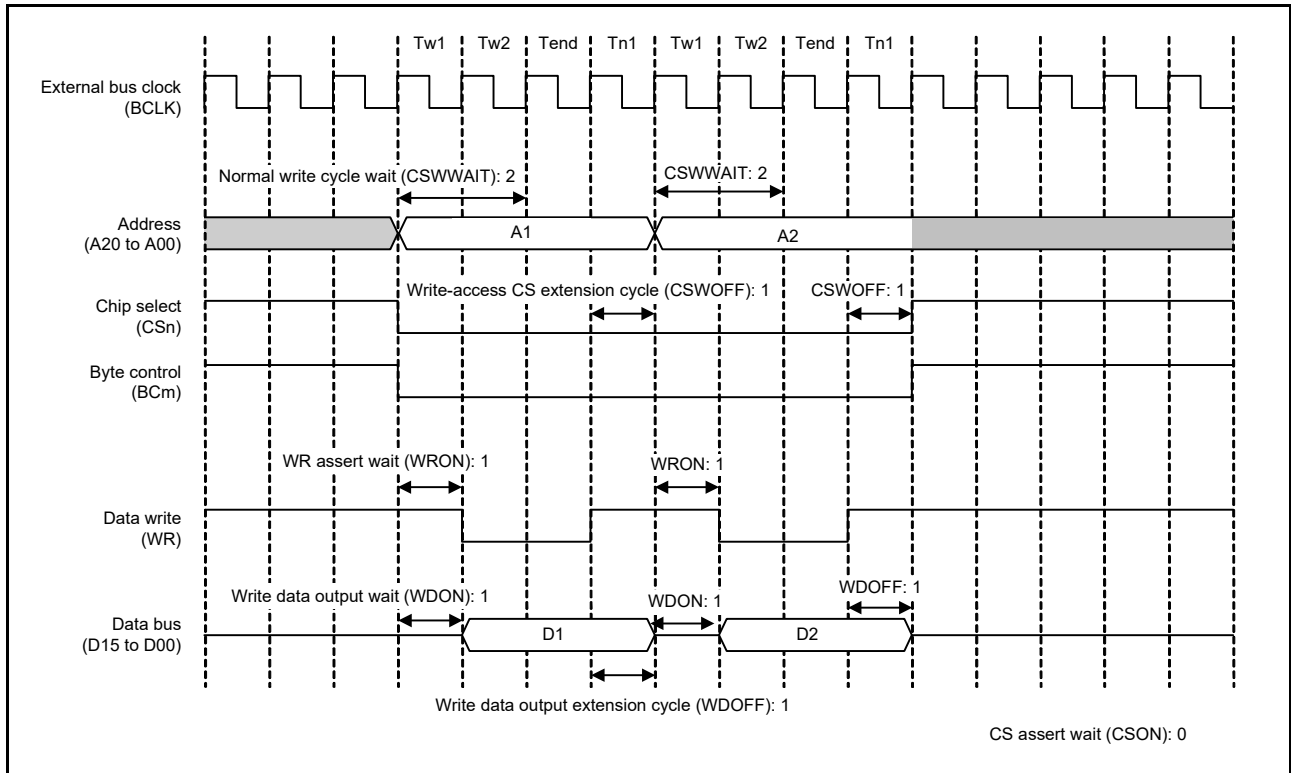 Tw1 Tw2 Tend Tn1 Tw1 Tw2 Tend Tn1
External bus clock
(BCLK)
Normal write cycle wait (CSWWAIT): 2
CSWWAIT: 2
Address
(A20 to A00)
A1
A2
Write-access CS extension cycle (CSWOFF): 1
CSWOFF: 1
Chip select
(CSn)
Byte control
(BCm)
WR assert wait (WRON): 1
WRON: 1
Data write
(WR)
Write data output wait (WDON): 1
WDON: 1
WDOFF: 1
Data bus
(D15 to D00)
D1
D2
Write data output extension cycle (WDOFF): 1
CS assert wait (CSON): 0